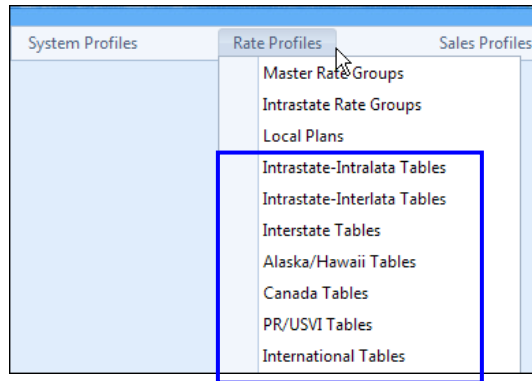 System Profiles Rate Profiles Sales Profiles
Master Rate Groups
Intrastate Rate Groups
Local Plans
Intrastate-Intralata Tables
Intrastate-Interlata Tables
Interstate Tables
Alaska/Hawaii Tables
Canada Tables
PR/USVI Tables
International Tables